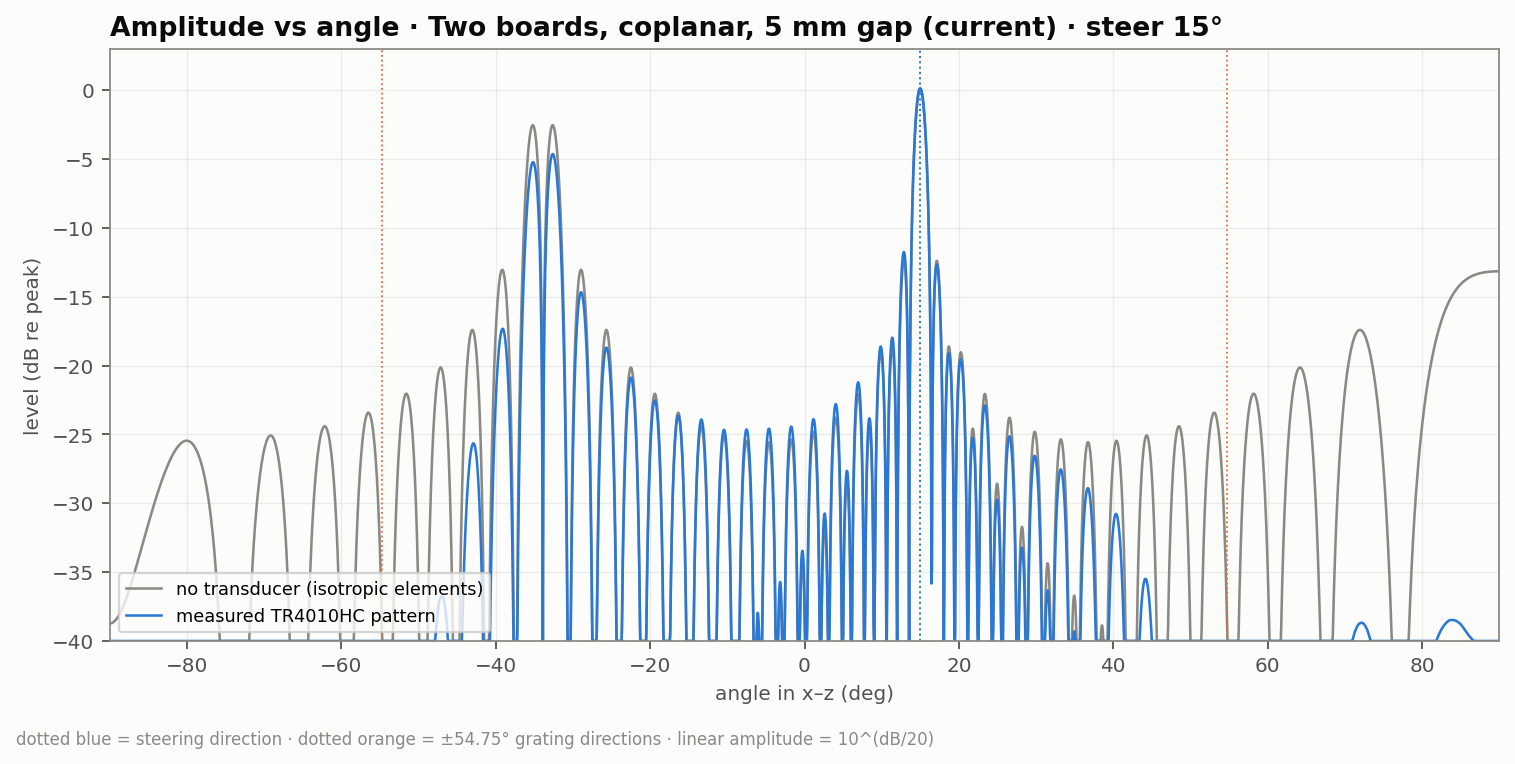 Amplitude vs angle · Two boards, coplanar, 5 mm gap (current) · steer 15°
0
−5
−10
−15
−20
−25
−30
−35
−40
level (dB re peak)
no transducer (isotropic elements)
measured TR4010HC pattern
−80 −60 −40 −20 0 20 40 60 80
angle in x–z (deg)
dotted blue = steering direction · dotted orange = ±54.75° grating directions · linear amplitude = 10^(dB/20)